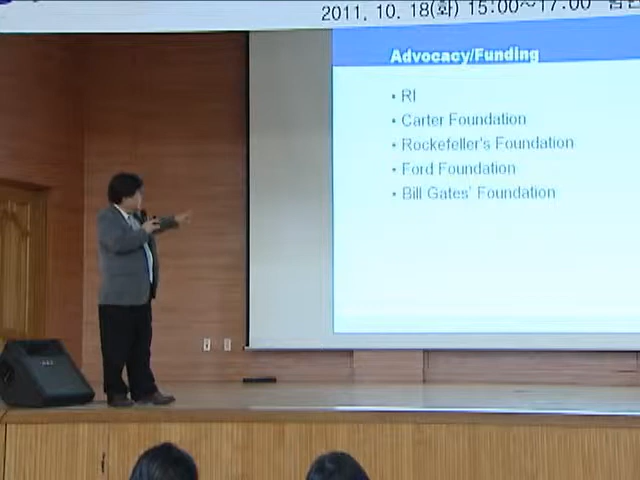 2011. 10. 18(화) 15:00~17:00
Advocacy/Funding
• RI
• Carter Foundation
• Rockefeller's Foundation
• Ford Foundation
• Bill Gates' Foundation